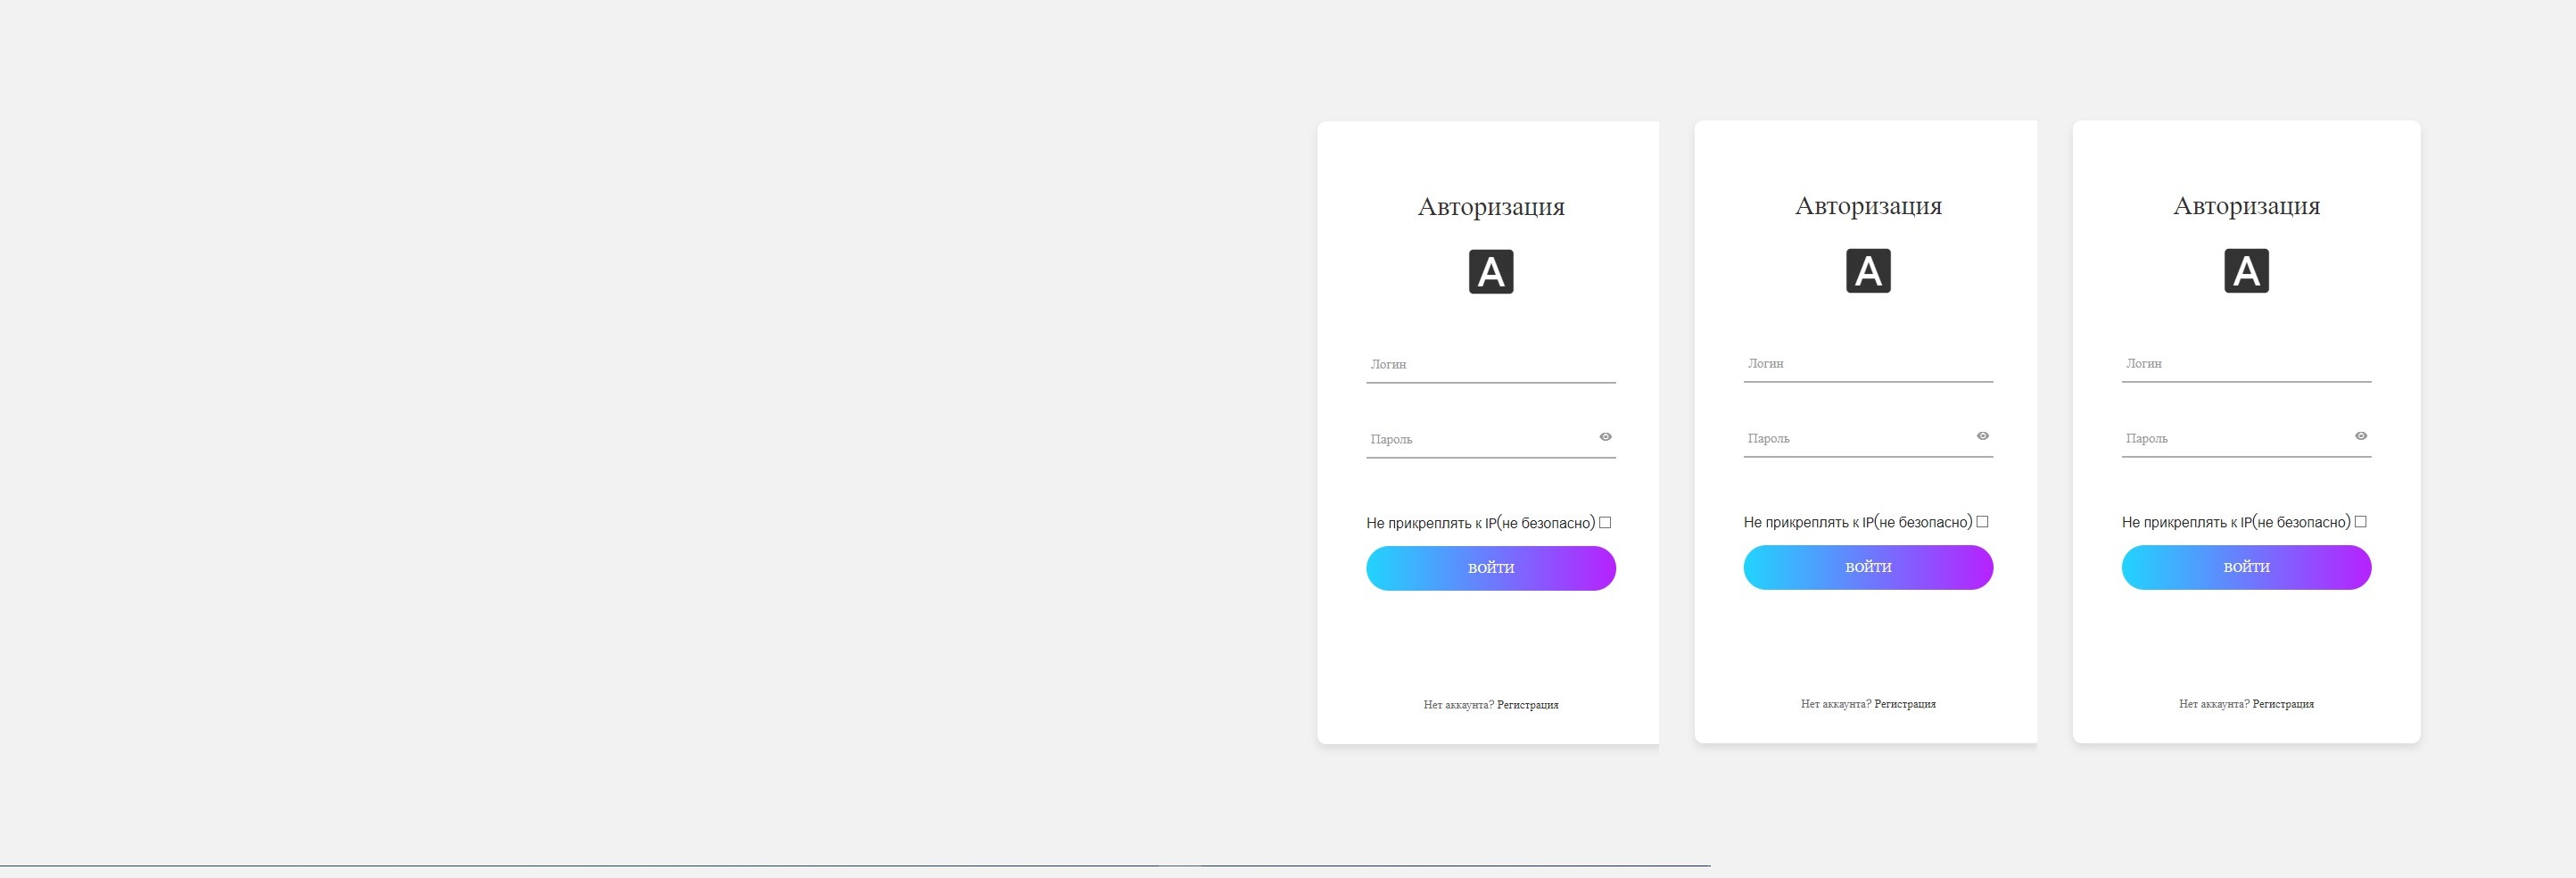 Авторизация
A
Логин
Пароль
Не прикреплять к IP(не безопасно)
ВОЙТИ
Нет аккаунта? Регистрация
Авторизация
A
Логин
Пароль
Не прикреплять к IP(не безопасно)
ВОЙТИ
Нет аккаунта? Регистрация
Авторизация
A
Логин
Пароль
Не прикреплять к IP(не безопасно)
ВОЙТИ
Нет аккаунта? Регистрация